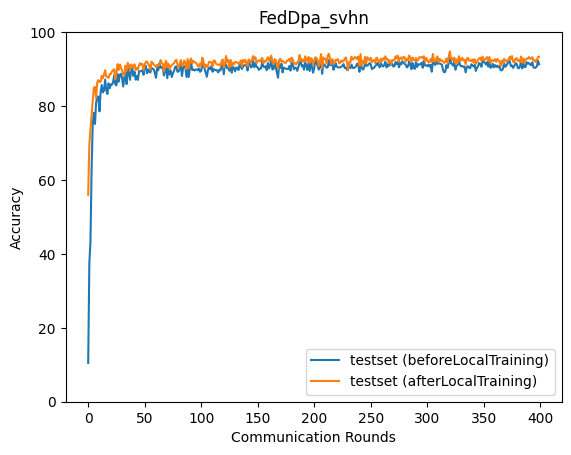 FedDpa_svhn
100
80
60
40
20
0
Accuracy
testset (beforeLocalTraining)
testset (afterLocalTraining)
0 50 100 150 200 250 300 350 400
Communication Rounds